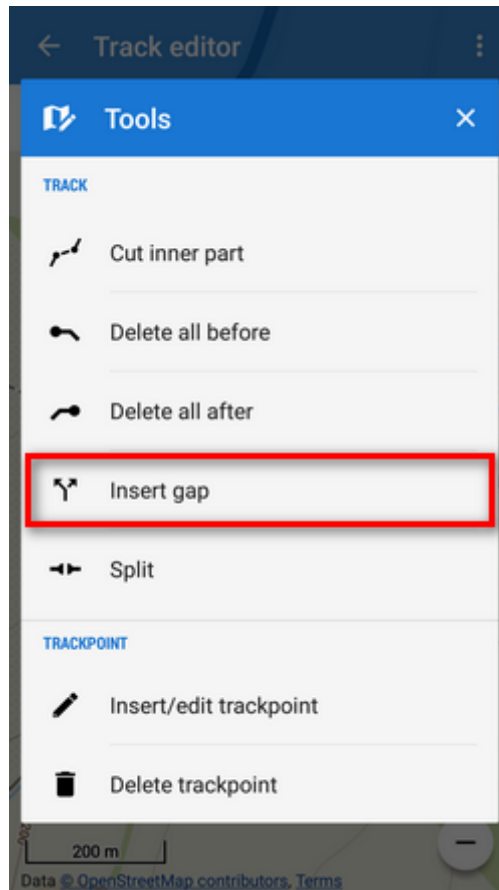 Track editor
Tools
TRACK
Cut inner part
Delete all before
Delete all after
Insert gap
Split
TRACKPOINT
Insert/edit trackpoint
Delete trackpoint
200
200 m
Data © OpenStreetMap contributors, Terms